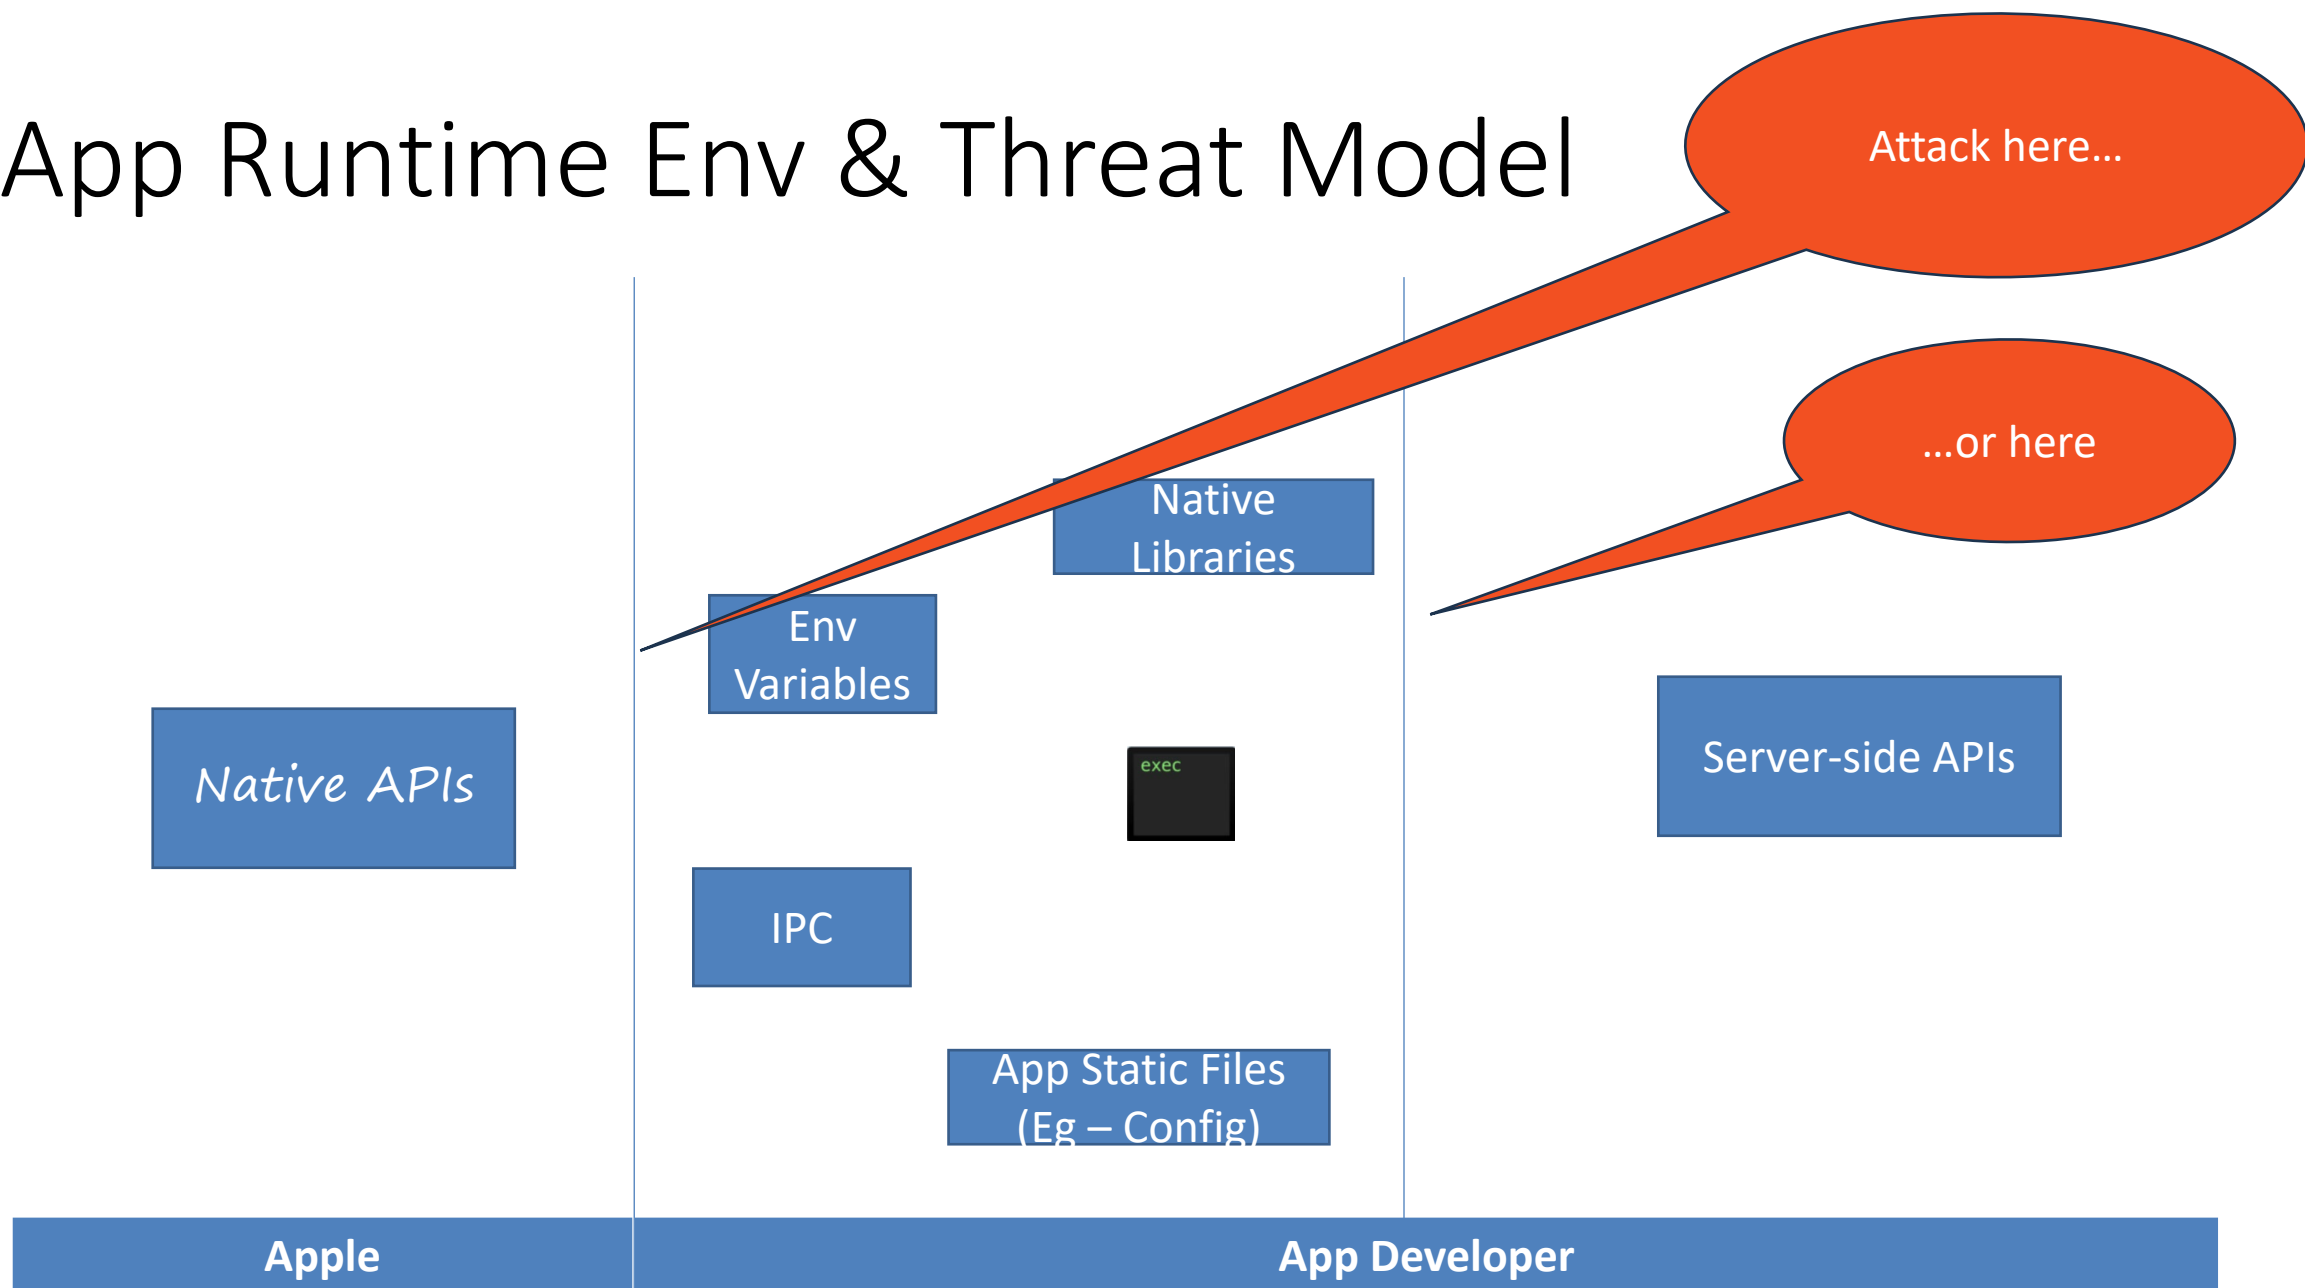 App Runtime Env & Threat Model
Attack here...
...or here
Native
Libraries
Env
Variables
Native APIs
exec
Server-side APIs
IPC
App Static Files
(Eg – Config)
Apple
App Developer